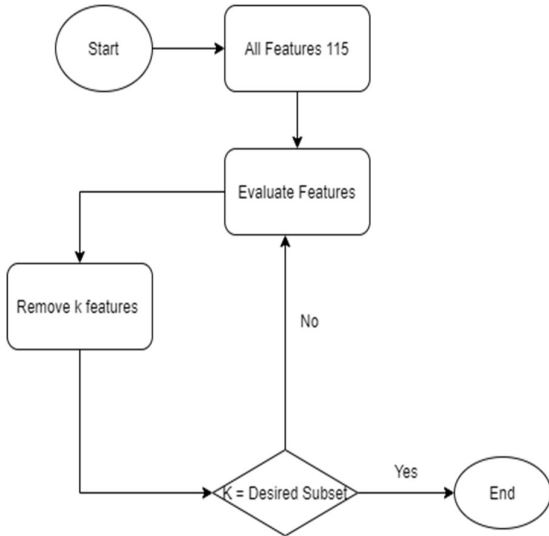 Start
All Features 115
Evaluate Features
Remove k features
No
K = Desired Subset
Yes
End